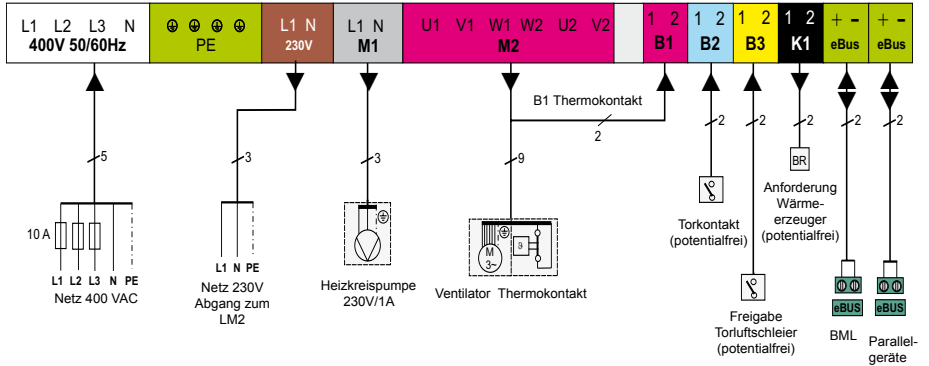 L1 L2 L3 N
400V 50/60Hz
PE
L1 N
230V
L1 N
M1
U1 V1 W1 W2 U2 V2
M2
1 2
B1
1 2
B2
1 2
B3
1 2
K1
+ -
eBus
+ -
eBus
B1 Thermokontakt
2
5
3
3
9
2
2
2
2
2
10 A
L1 L2 L3 N PE
Netz 400 VAC
L1 N PE
Netz 230V
Abgang zum
LM2
Heizkreispumpe
230V/1A
M
3~
ϑ
Ventilator Thermokontakt
Torkontakt
(potentialfrei)
Freigabe
Torluftschleier
(potentialfrei)
BR
Anforderung
Wärme-
erzeuger
(potentialfrei)
eBUS
BML
eBUS
Parallel-
geräte